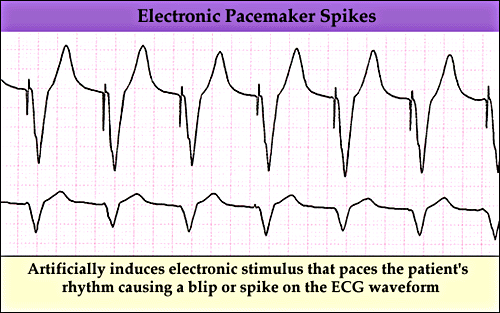 Electronic Pacemaker Spikes
Artificially induces electronic stimulus that paces the patient's
rhythm causing a blip or spike on the ECG waveform